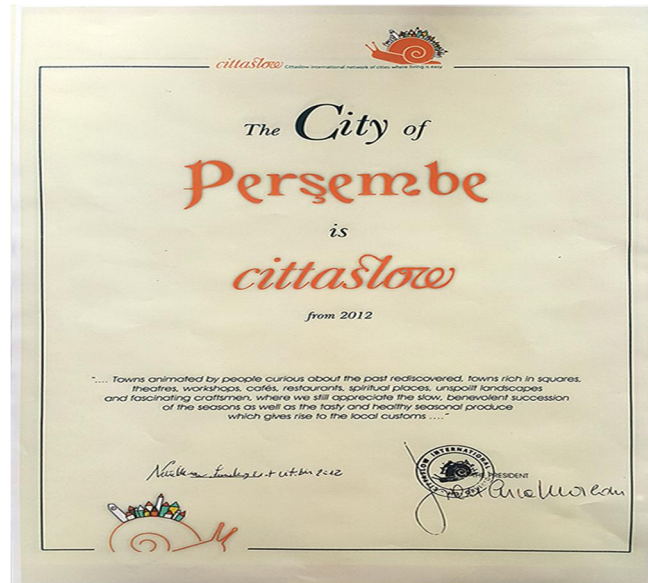 cittaslow Cittaslow international network of cities where living is easy
The City of
Perşembe
is
cittaslow
from 2012
".... Towns animated by people curious about the past rediscovered, towns rich in squares,
theatres, workshops, cafés, restaurants, spiritual places, unspoilt landscapes
and fascinating craftsmen, where we still appreciate the slow, benevolent succession
of the seasons as well as the tasty and healthy seasonal produce
which gives rise to the local customs ...."
2012
INTERNATIONAL
THE PRESIDENT